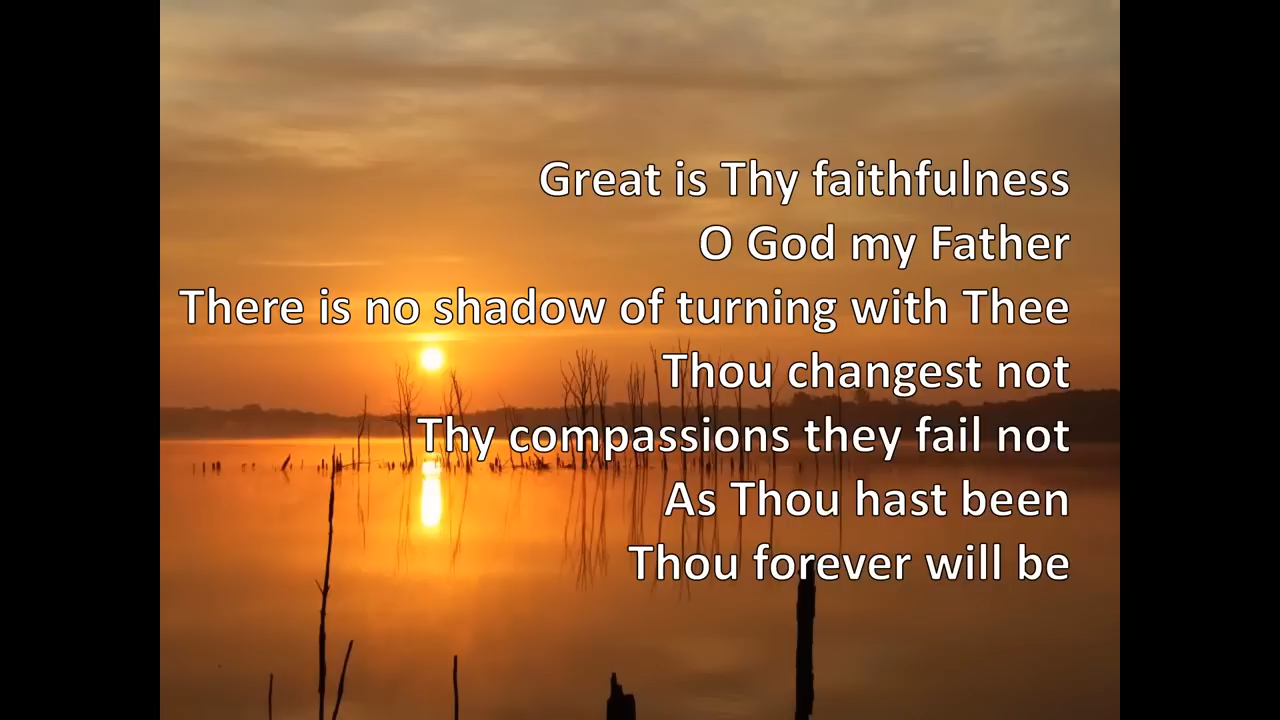 Great is Thy faithfulness
O God my Father
There is no shadow of turning with Thee
Thou changest not
Thy compassions they fail not
As Thou hast been
Thou forever will be